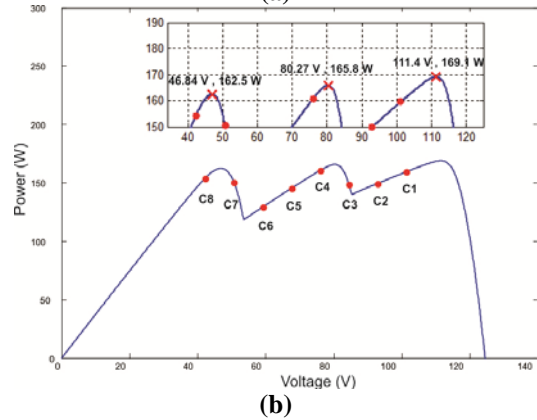 300
250
200
150
100
50
0
Power (W)
190
180
170
160
150
46.84 V , 162.5 W
80.27 V , 165.8 W
111.4 V , 169.1 W
40 50 60 70 80 90 100 110 120
C8
C7
C6
C5
C4
C3
C2
C1
0 20 40 60 80 100 120 140
Voltage (V)
(b)